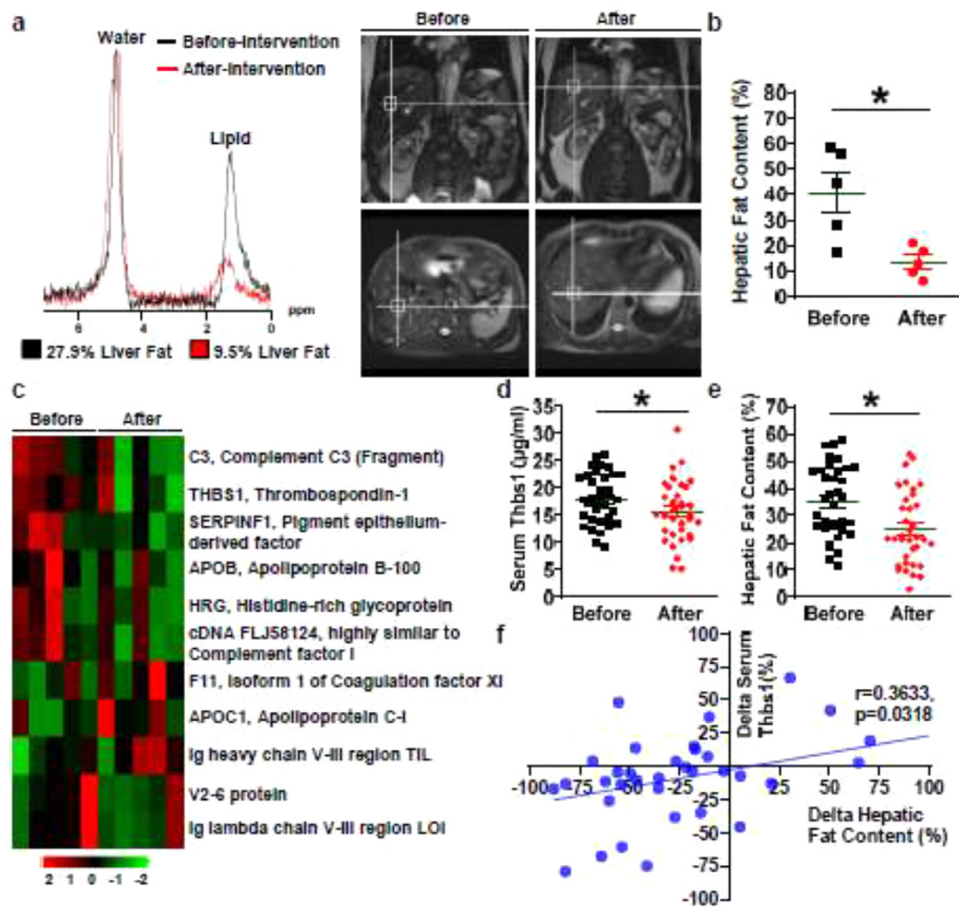 a
Water
Before-Intervention
After-Intervention
Lipid
6
4
2
0
ppm
27.9% Liver Fat
9.5% Liver Fat
Before
After
b
Hepatic Fat Content (%)
80
70
60
50
40
30
20
10
0
*
Before
After
c
Before
After
C3, Complement C3 (Fragment)
THBS1, Thrombospondin-1
SERPINF1, Pigment epithelium-
derived factor
APOB, Apolipoprotein B-100
HRG, Histidine-rich glycoprotein
cDNA FLJ58124, highly similar to
Complement factor I
F11, Isoform 1 of Coagulation factor XI
APOC1, Apolipoprotein C-I
Ig heavy chain V-III region TIL
V2-6 protein
Ig lambda chain V-III region LOI
2 1 0 -1 -2
d
Serum Thbs1 (µg/ml)
35
30
25
20
15
10
5
0
*
Before
After
e
Hepatic Fat Content (%)
70
60
50
40
30
20
10
0
*
Before
After
f
100
75
50
25
-25
-50
-75
-100
Delta Serum
Thbs1(%)
r=0.3633,
p=0.0318
-100 -75 -50 -25
25 50 75 100
Delta Hepatic
Fat Content (%)